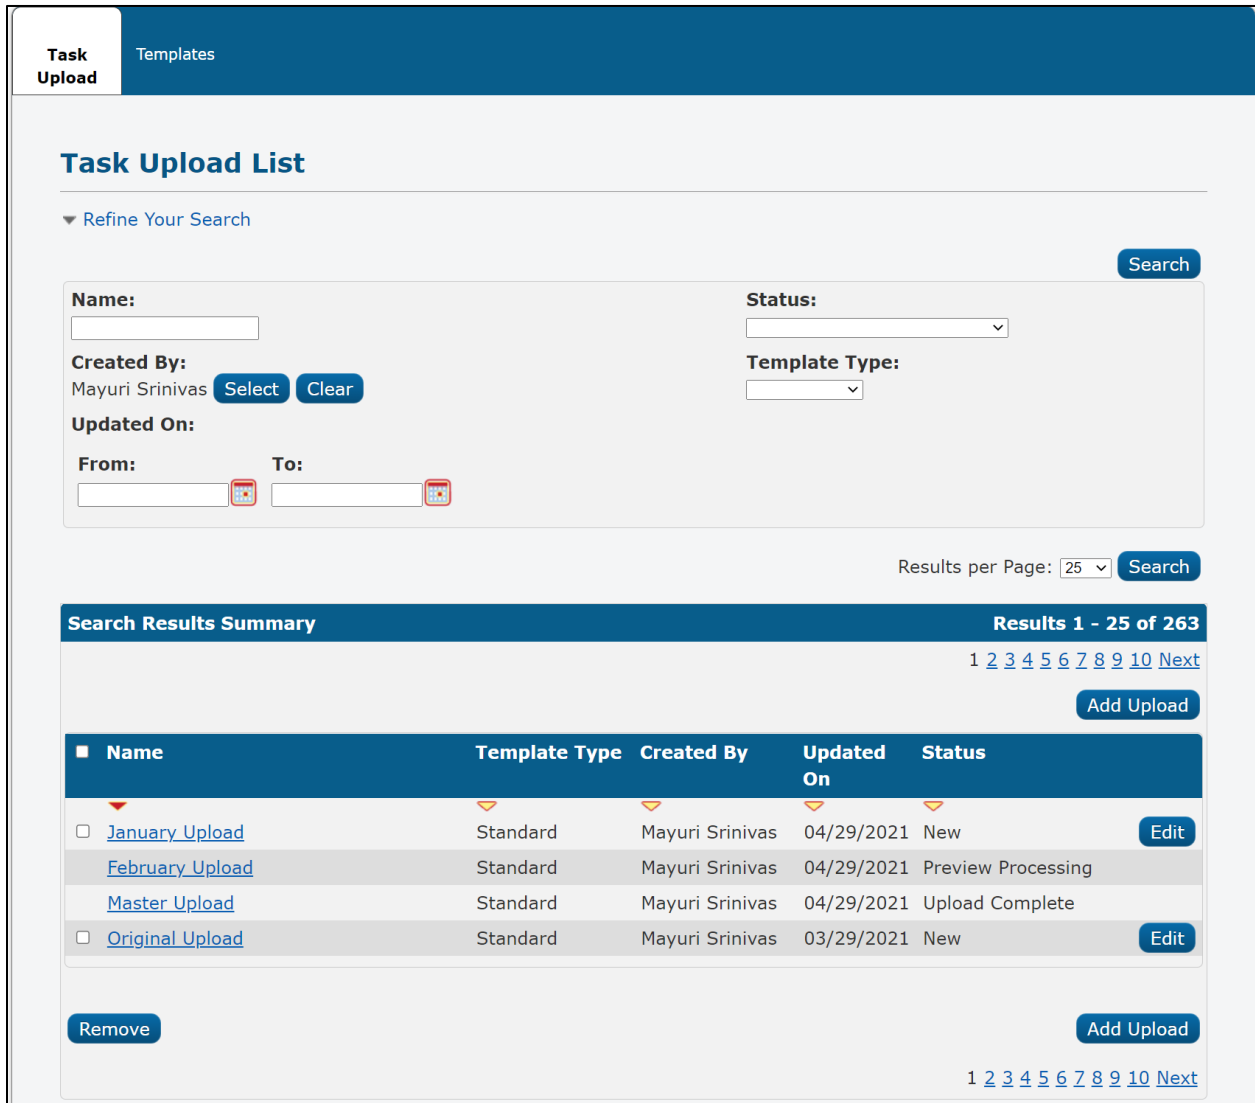 Task Upload
Templates
Task Upload List
Refine Your Search
Search
Name:
Status:
Created By:
Template Type:
Mayuri Srinivas Select Clear
Updated On:
From: To:
Results per Page: 25 Search
Search Results Summary Results 1 - 25 of 263
1 2 3 4 5 6 7 8 9 10 Next
Add Upload
Name Template Type Created By Updated On Status
January Upload Standard Mayuri Srinivas 04/29/2021 New Edit
February Upload Standard Mayuri Srinivas 04/29/2021 Preview Processing
Master Upload Standard Mayuri Srinivas 04/29/2021 Upload Complete
Original Upload Standard Mayuri Srinivas 03/29/2021 New Edit
Remove Add Upload
1 2 3 4 5 6 7 8 9 10 Next